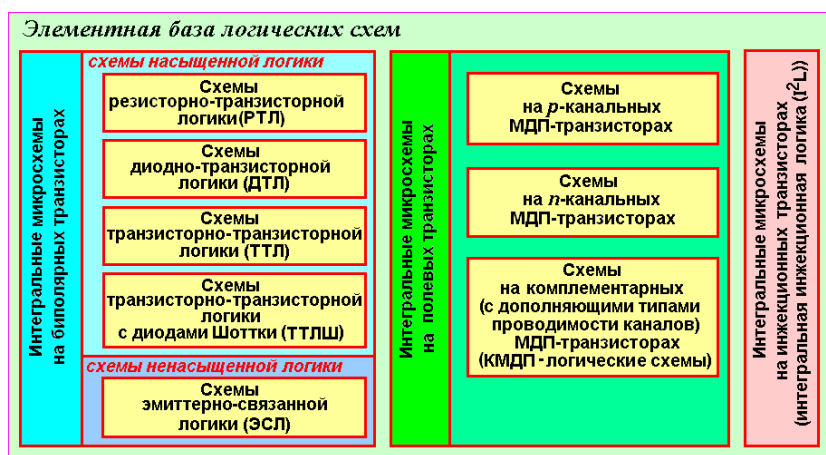 Элементная база логических схем
Интегральные микросхемы
на биполярных транзисторах
схемы насыщенной логики
Схемы
резисторно-транзисторной
логики(РТЛ)
Схемы
диодно-транзисторной
логики (ДТЛ)
Схемы
транзисторно-транзисторной
логики (ТТЛ)
Схемы
транзисторно-транзисторной
логики
с диодами Шоттки (ТТЛШ)
схемы ненасыщенной логики
Схемы
эмиттерно-связанной
логики (ЭСЛ)
Интегральные микросхемы
на полевых транзисторах
Схемы
на p-канальных
МДП-транзисторах
Схемы
на n-канальных
МДП-транзисторах
Схемы
на комплементарных
(с дополняющими типами
проводимости каналов)
МДП-транзисторах
(КМДП-логические схемы)
Интегральные микросхемы
на инжекционных транзисторах
(интегральная инжекционная логика (I²L))